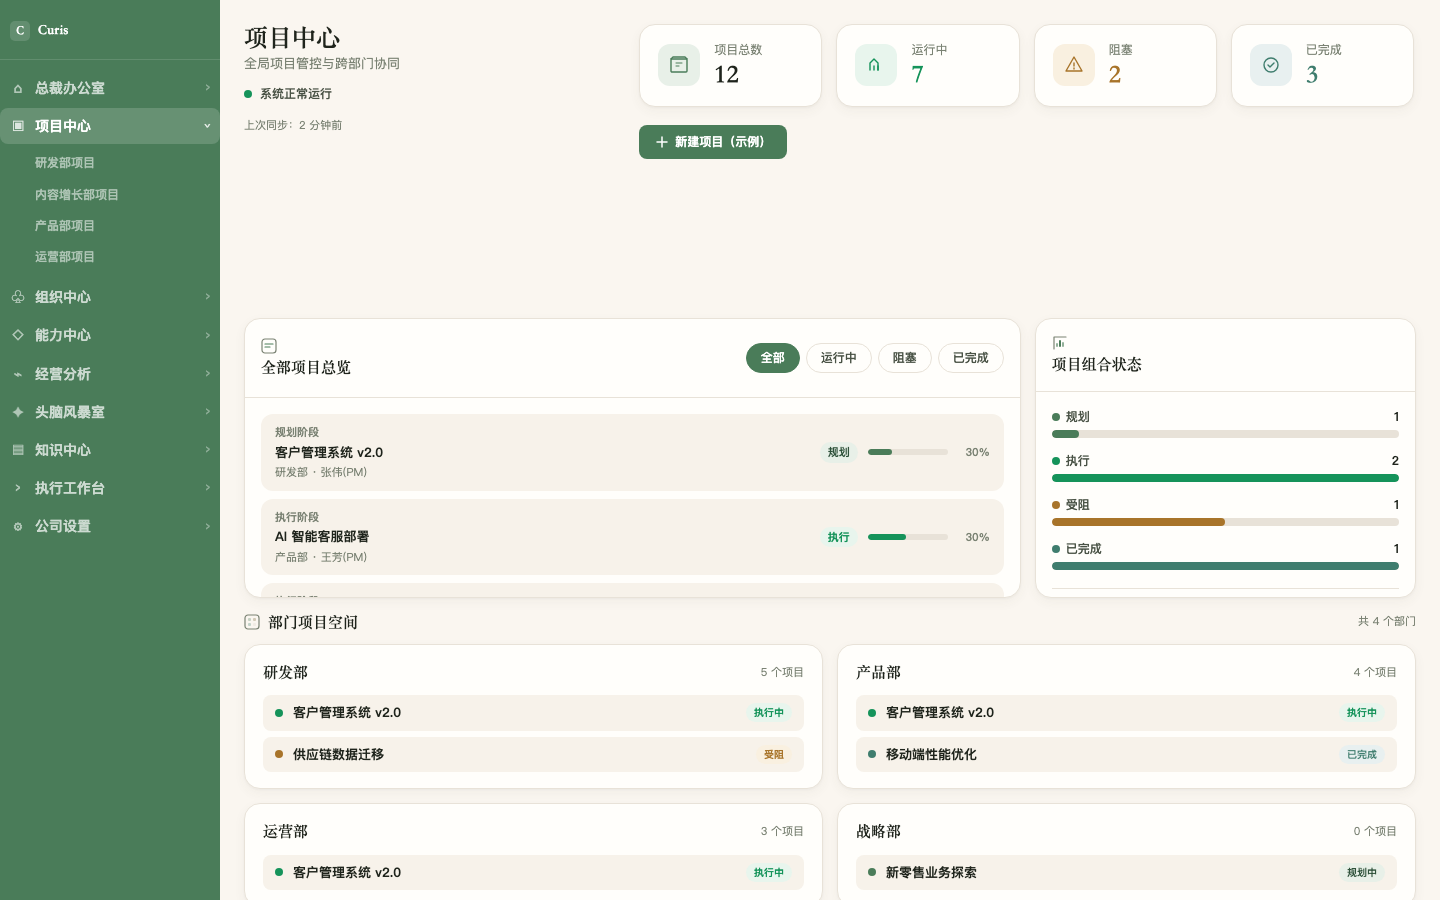 C Curis
总裁办公室
项目中心
研发部项目
内容增长部项目
产品部项目
运营部项目
组织中心
能力中心
经营分析
头脑风暴室
知识中心
执行工作台
公司设置
项目中心
全局项目管控与跨部门协同
系统正常运行
上次同步：2 分钟前
项目总数
12
运行中
7
阻塞
2
已完成
3
新建项目（示例）
全部项目总览
全部
运行中
阻塞
已完成
规划阶段
客户管理系统 v2.0
研发部 · 张伟(PM)
规划
30%
执行阶段
AI 智能客服部署
产品部 · 王芳(PM)
执行
30%
项目组合状态
规划 1
执行 2
受阻 1
已完成 1
部门项目空间
共 4 个部门
研发部
5 个项目
客户管理系统 v2.0
执行中
供应链数据迁移
受阻
产品部
4 个项目
客户管理系统 v2.0
执行中
移动端性能优化
已完成
运营部
3 个项目
客户管理系统 v2.0
执行中
战略部
0 个项目
新零售业务探索
规划中